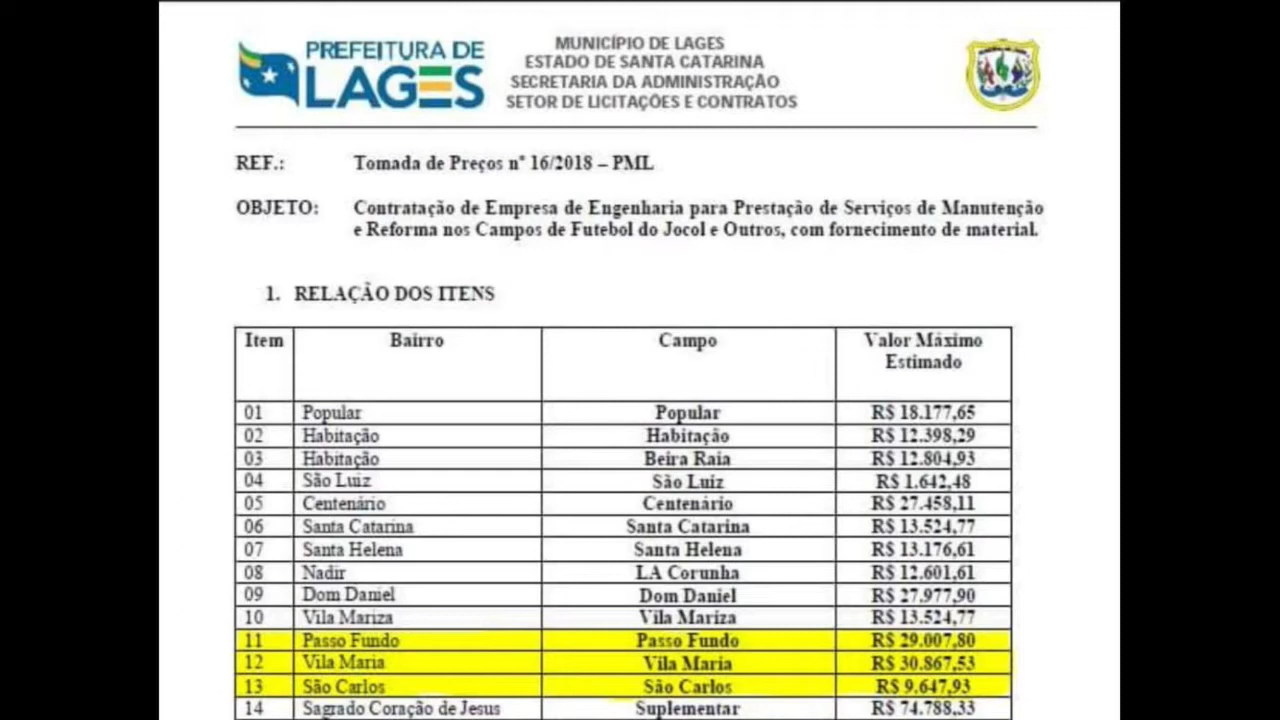 PREFEITURA DE
LAGES
MUNICÍPIO DE LAGES
ESTADO DE SANTA CATARINA
SECRETARIA DA ADMINISTRAÇÃO
SETOR DE LICITAÇÕES E CONTRATOS
REF.: Tomada de Preços nº 16/2018 – PML
OBJETO: Contratação de Empresa de Engenharia para Prestação de Serviços de Manutenção
e Reforma nos Campos de Futebol do Jocol e Outros, com fornecimento de material.
1. RELAÇÃO DOS ITENS
Item Bairro Campo Valor Máximo
Estimado
01 Popular Popular R$ 18.177,65
02 Habitação Habitação R$ 12.398,29
03 Habitação Beira Raia R$ 12.804,93
04 São Luiz São Luiz R$ 1.642,48
05 Centenário Centenário R$ 27.458,11
06 Santa Catarina Santa Catarina R$ 13.524,77
07 Santa Helena Santa Helena R$ 13.176,61
08 Nadir LA Corunha R$ 12.601,61
09 Dom Daniel Dom Daniel R$ 27.977,90
10 Vila Mariza Vila Mariza R$ 13.524,77
11 Passo Fundo Passo Fundo R$ 29.007,80
12 Vila Maria Vila Maria R$ 30.867,53
13 São Carlos São Carlos R$ 9.647,93
14 Sagrado Coração de Jesus Suplementar R$ 74.788,33